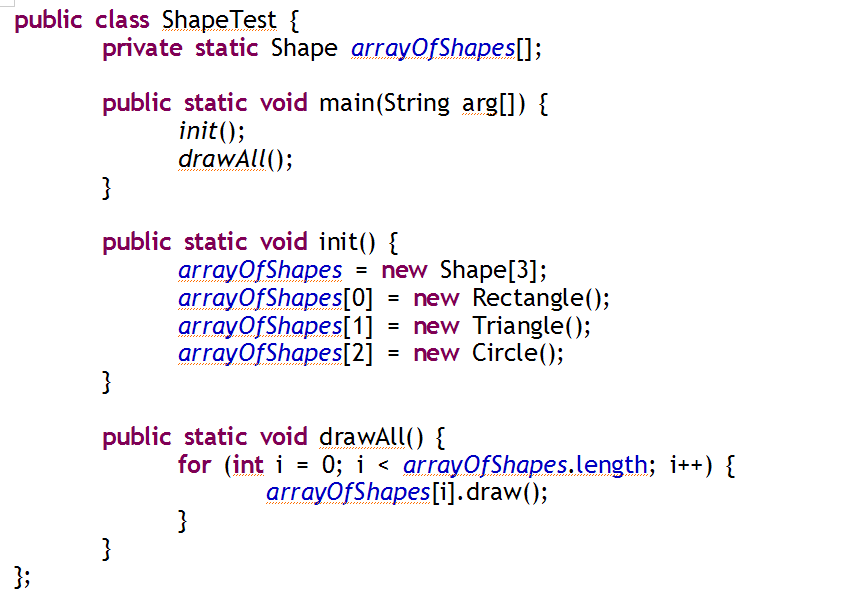 public class ShapeTest {
private static Shape arrayOfShapes[];
public static void main(String arg[]) {
init();
drawAll();
}
public static void init() {
arrayOfShapes = new Shape[3];
arrayOfShapes[0] = new Rectangle();
arrayOfShapes[1] = new Triangle();
arrayOfShapes[2] = new Circle();
}
public static void drawAll() {
for (int i = 0; i < arrayOfShapes.length; i++) {
arrayOfShapes[i].draw();
}
}
};